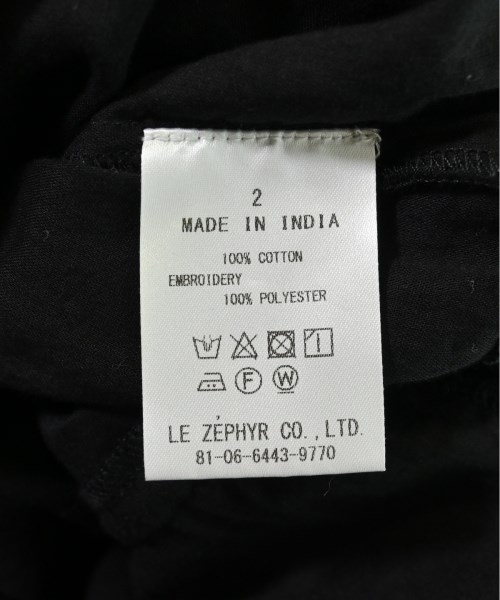 2
MADE IN INDIA
100% COTTON
EMBROIDERY
100% POLYESTER
F W
LE ZÉPHYR CO.,LTD.
81-06-6443-9770